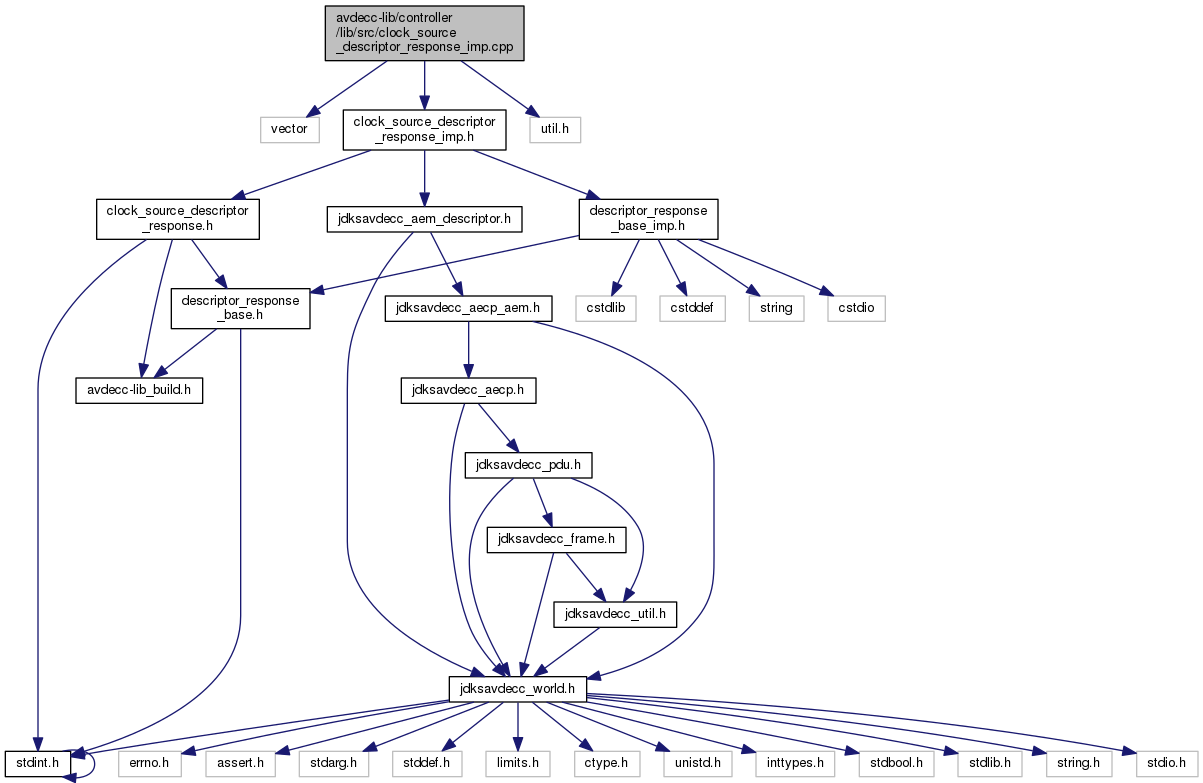 avdecc-lib/controller
/lib/src/clock_source
_descriptor_response_imp.cpp
vector
clock_source_descriptor
_response_imp.h
util.h
clock_source_descriptor
_response.h
jdksavdecc_aem_descriptor.h
descriptor_response
_base_imp.h
descriptor_response
_base.h
jdksavdecc_aecp_aem.h
cstdlib
cstddef
string
cstdio
avdecc-lib_build.h
jdksavdecc_aecp.h
jdksavdecc_pdu.h
jdksavdecc_frame.h
jdksavdecc_util.h
jdksavdecc_world.h
stdint.h
errno.h
assert.h
stdarg.h
stddef.h
limits.h
ctype.h
unistd.h
inttypes.h
stdbool.h
stdlib.h
string.h
stdio.h